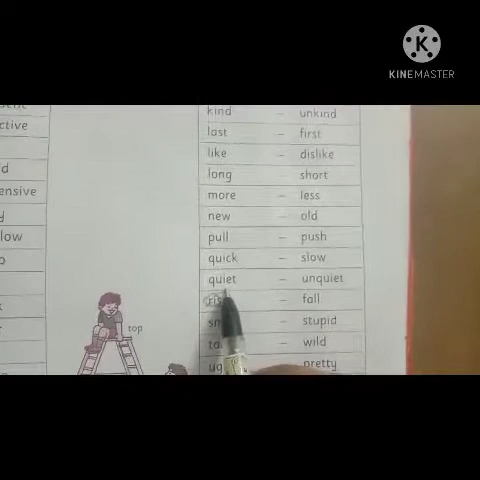 KINEMASTER
ctive
ensive
kind – unkind
last – first
like – dislike
long – short
more – less
new – old
pull – push
quick – slow
quiet – unquiet
– fall
– stupid
– wild
pretty
top